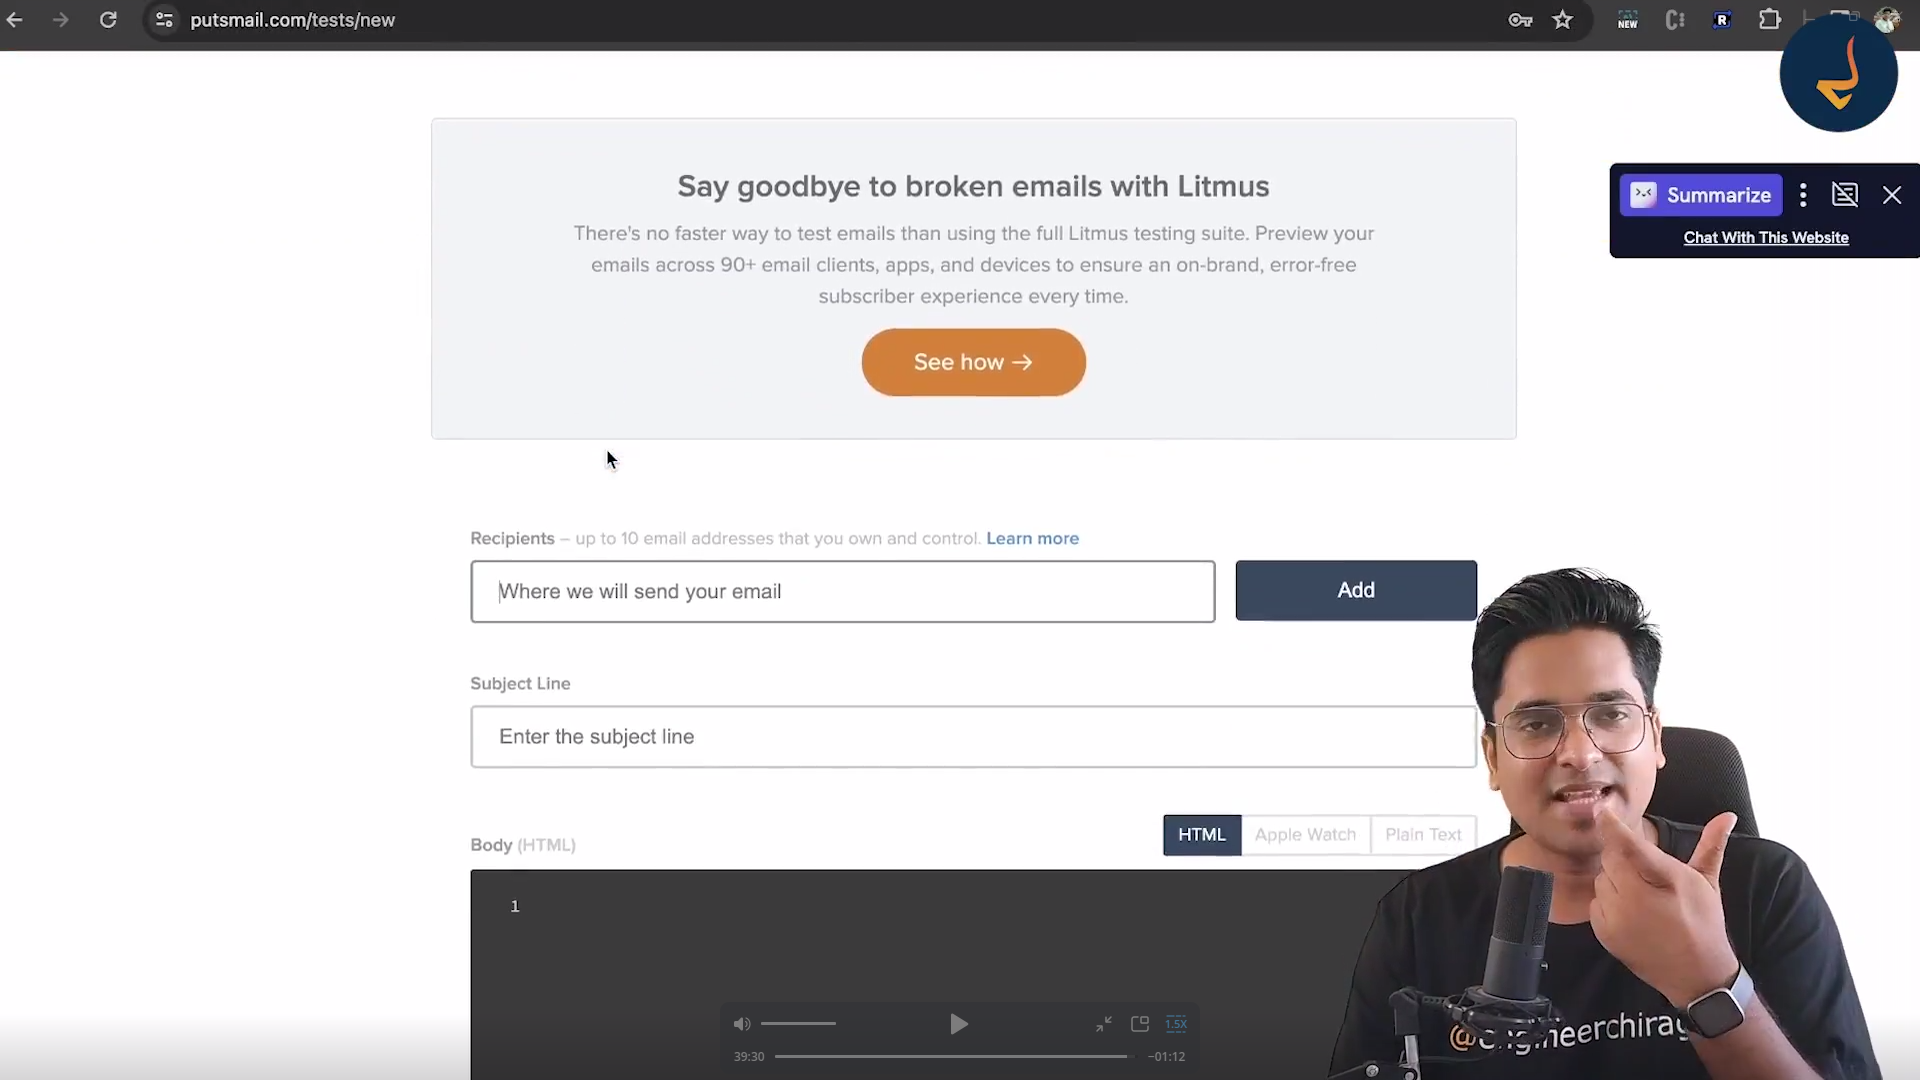 putsmail.com/tests/new
NEW
R
Say goodbye to broken emails with Litmus
There's no faster way to test emails than using the full Litmus testing suite. Preview your
emails across 90+ email clients, apps, and devices to ensure an on-brand, error-free
subscriber experience every time.
See how →
Summarize
Chat With This Website
Recipients – up to 10 email addresses that you own and control. Learn more
Where we will send your email
Add
Subject Line
Enter the subject line
Body (HTML)
HTML
Apple Watch
Plain Text
1
1.5X
39:30
−01:12
@engineerchirag